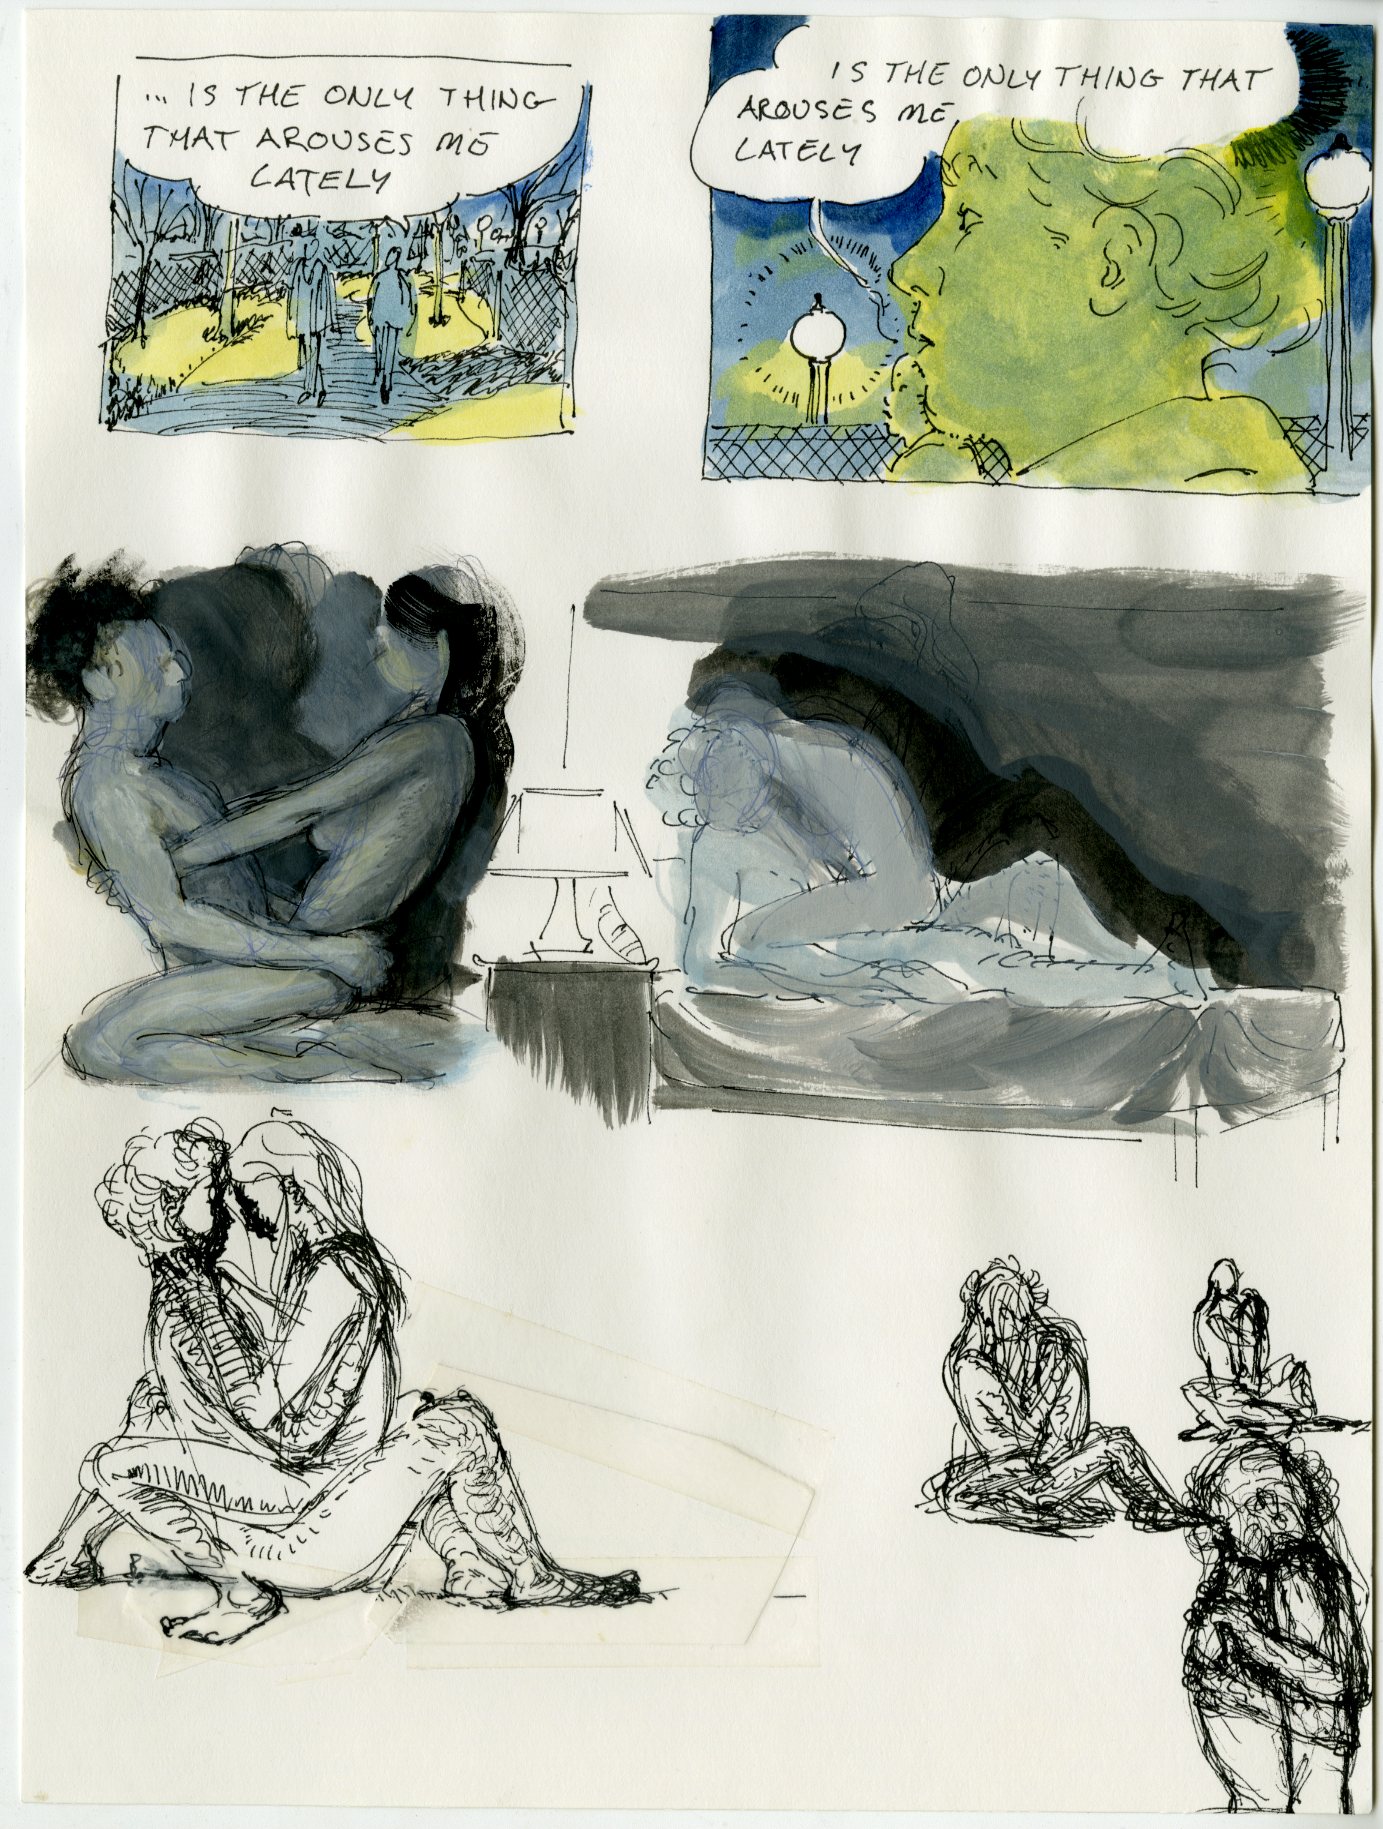 ... IS THE ONLY THING
THAT AROUSES ME
LATELY
IS THE ONLY THING THAT
AROUSES ME
LATELY